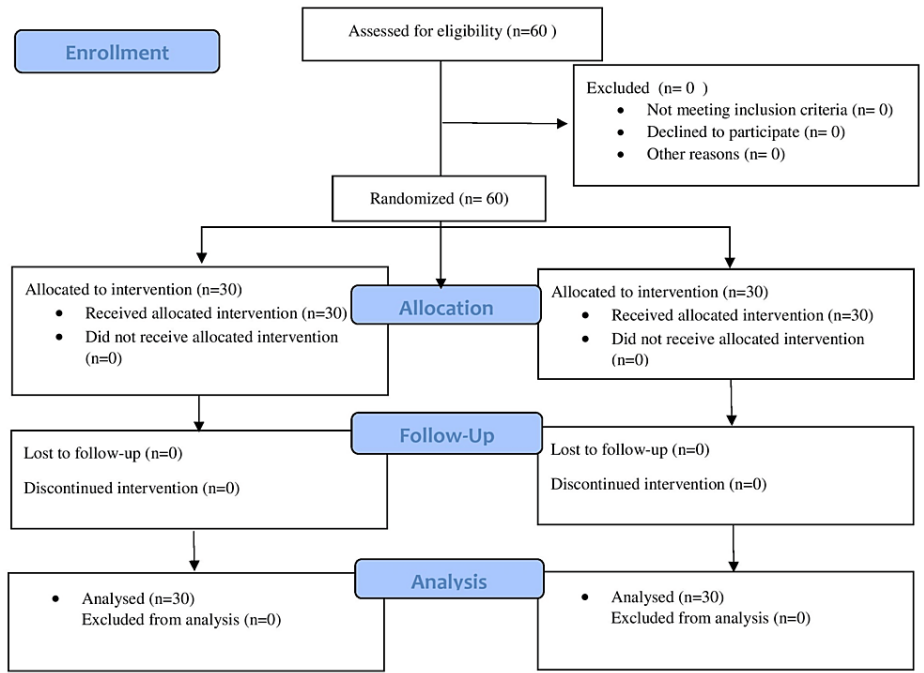 Enrollment
Assessed for eligibility (n=60 )
Excluded (n= 0 )
• Not meeting inclusion criteria (n= 0)
• Declined to participate (n= 0)
• Other reasons (n= 0)
Randomized (n= 60)
Allocated to intervention (n=30)
• Received allocated intervention (n=30)
• Did not receive allocated intervention
(n=0)
Allocation
Allocated to intervention (n=30)
• Received allocated intervention (n=30)
• Did not receive allocated intervention
(n=0)
Follow-Up
Lost to follow-up (n=0)
Discontinued intervention (n=0)
Lost to follow-up (n=0)
Discontinued intervention (n=0)
Analysis
• Analysed (n=30)
Excluded from analysis (n=0)
• Analysed (n=30)
Excluded from analysis (n=0)